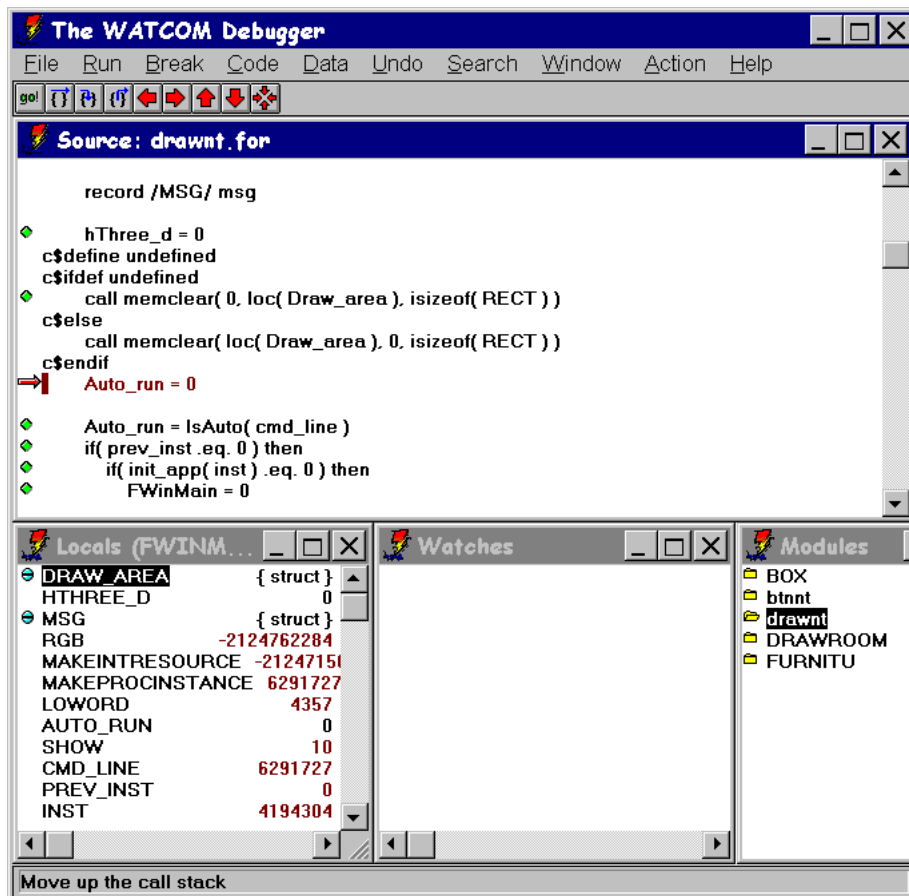 The WATCOM Debugger
File Run Break Code Data Undo Search Window Action Help
go!
Source: drawnt.for
record /MSG/ msg
hThree_d = 0
c$define undefined
c$ifdef undefined
call memclear( 0, loc( Draw_area ), isizeof( RECT ) )
c$else
call memclear( loc( Draw_area ), 0, isizeof( RECT ) )
c$endif
Auto_run = 0
Auto_run = IsAuto( cmd_line )
if( prev_inst .eq. 0 ) then
if( init_app( inst ) .eq. 0 ) then
FWinMain = 0
Locals (FWINM...
DRAW_AREA { struct }
HTHREE_D 0
MSG { struct }
RGB -2124762284
MAKEINTRESOURCE -2124715
MAKEPROCINSTANCE 6291727
LOWORD 4357
AUTO_RUN 0
SHOW 10
CMD_LINE 6291727
PREV_INST 0
INST 4194304
Watches
Modules
BOX
btnnt
drawnt
DRAWROOM
FURNITU
Move up the call stack